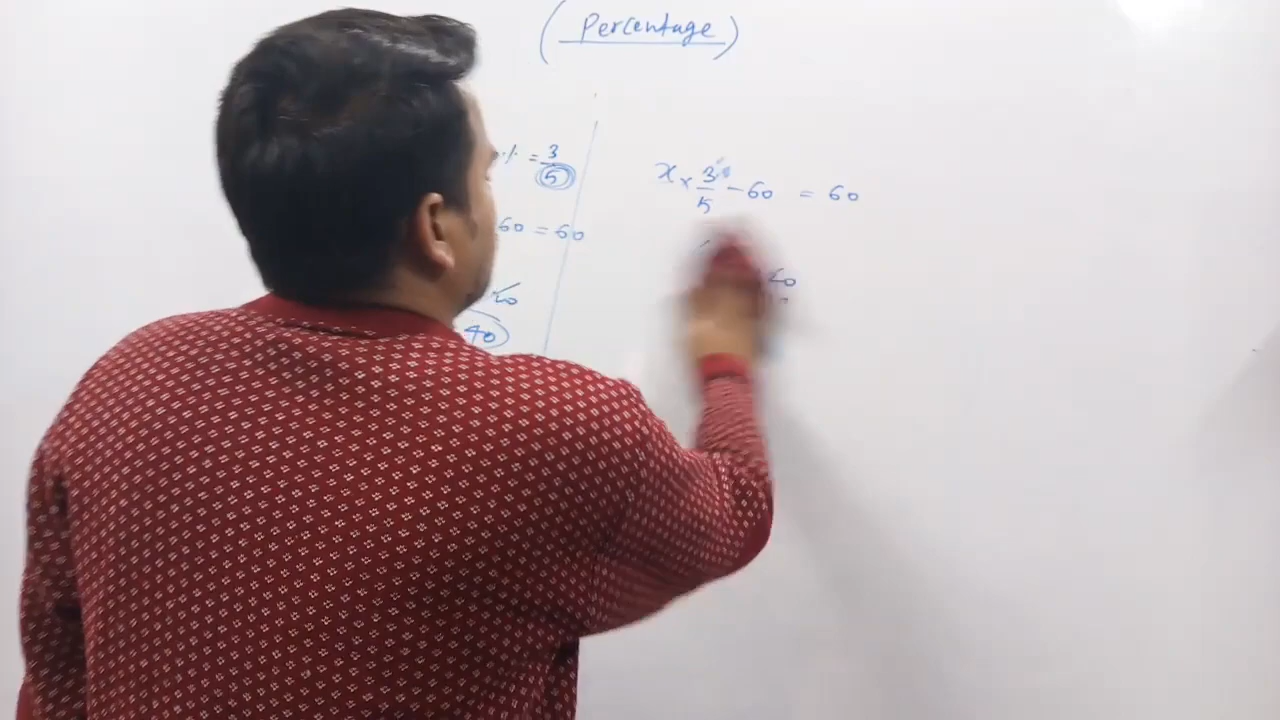 (Percentage)
% = 3/5
60 = 60
40
x × 3/5 - 60 = 60